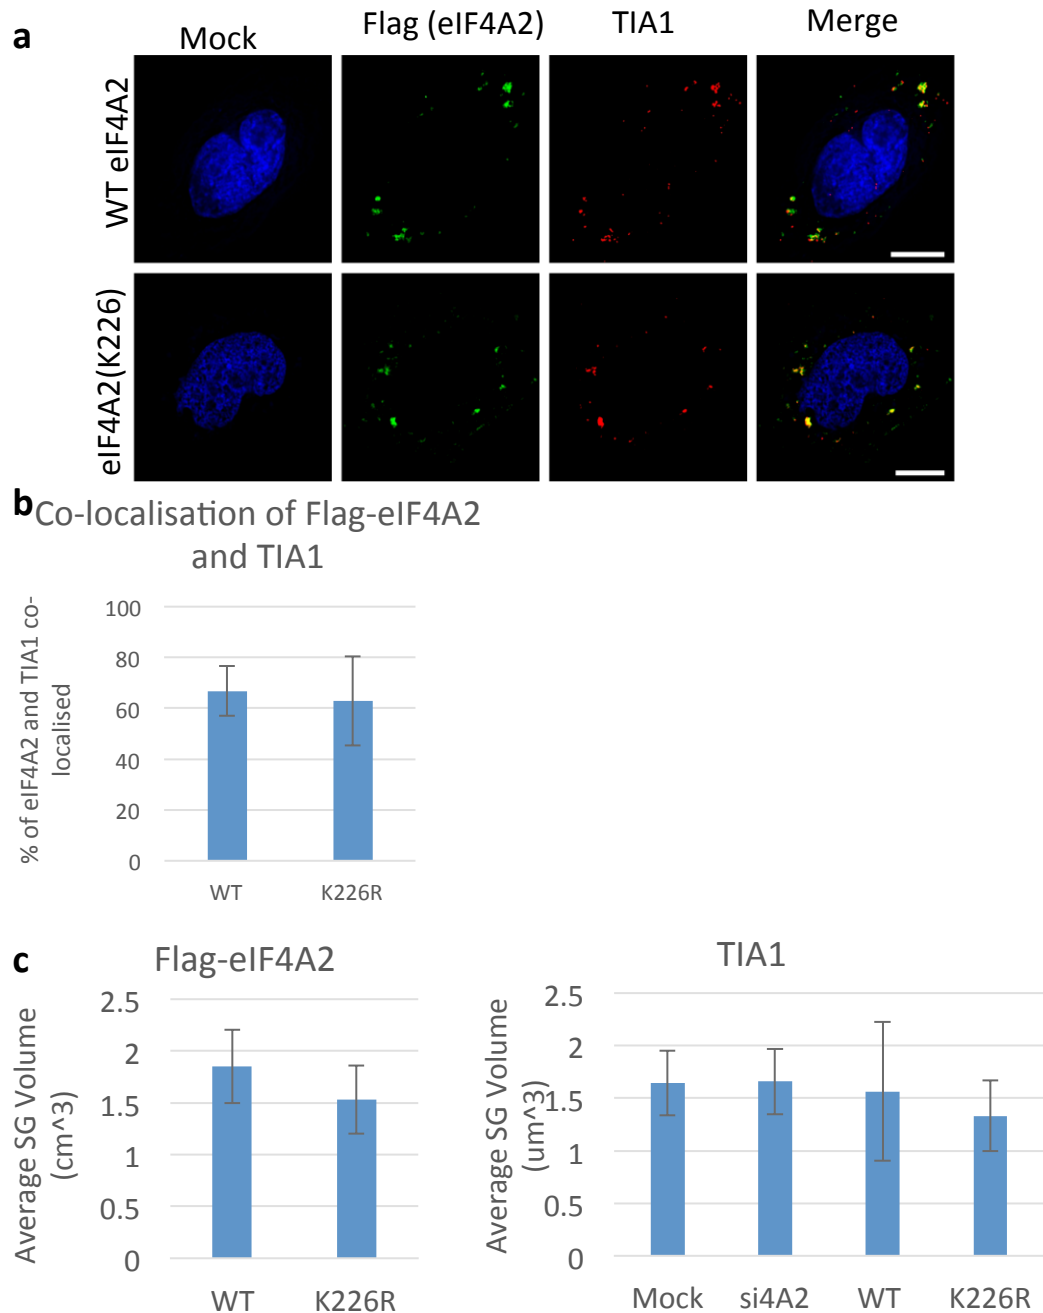 a
Mock
Flag (eIF4A2)
TIA1
Merge
WT eIF4A2
eIF4A2(K226)
b
Co-localisation of Flag-eIF4A2
and TIA1
% of eIF4A2 and TIA1 co-
localised
100
80
60
40
20
0
WT
K226R
c
Flag-eIF4A2
Average SG Volume
(cm^3)
2.5
2
1.5
1
0.5
0
WT
K226R
TIA1
Average SG Volume
(um^3)
2.5
2
1.5
1
0.5
0
Mock
si4A2
WT
K226R